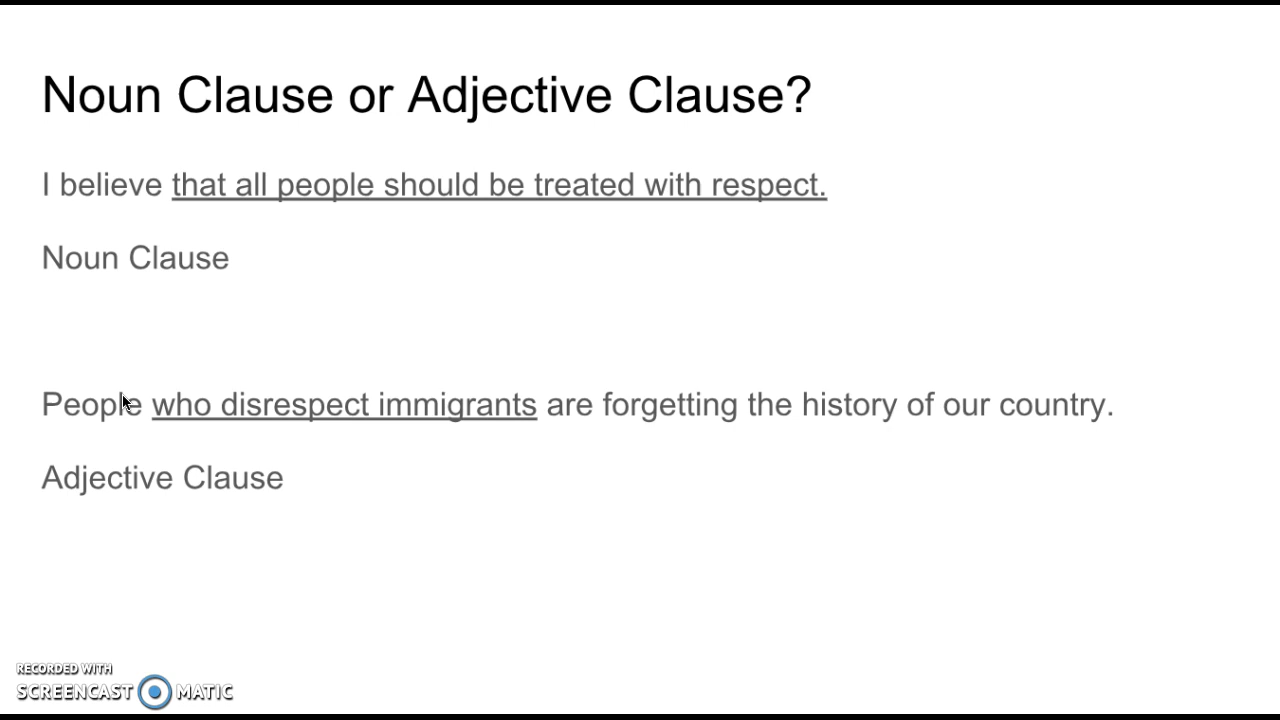 Noun Clause or Adjective Clause?
I believe that all people should be treated with respect.
Noun Clause
People who disrespect immigrants are forgetting the history of our country.
Adjective Clause
RECORDED WITH
SCREENCAST MATIC